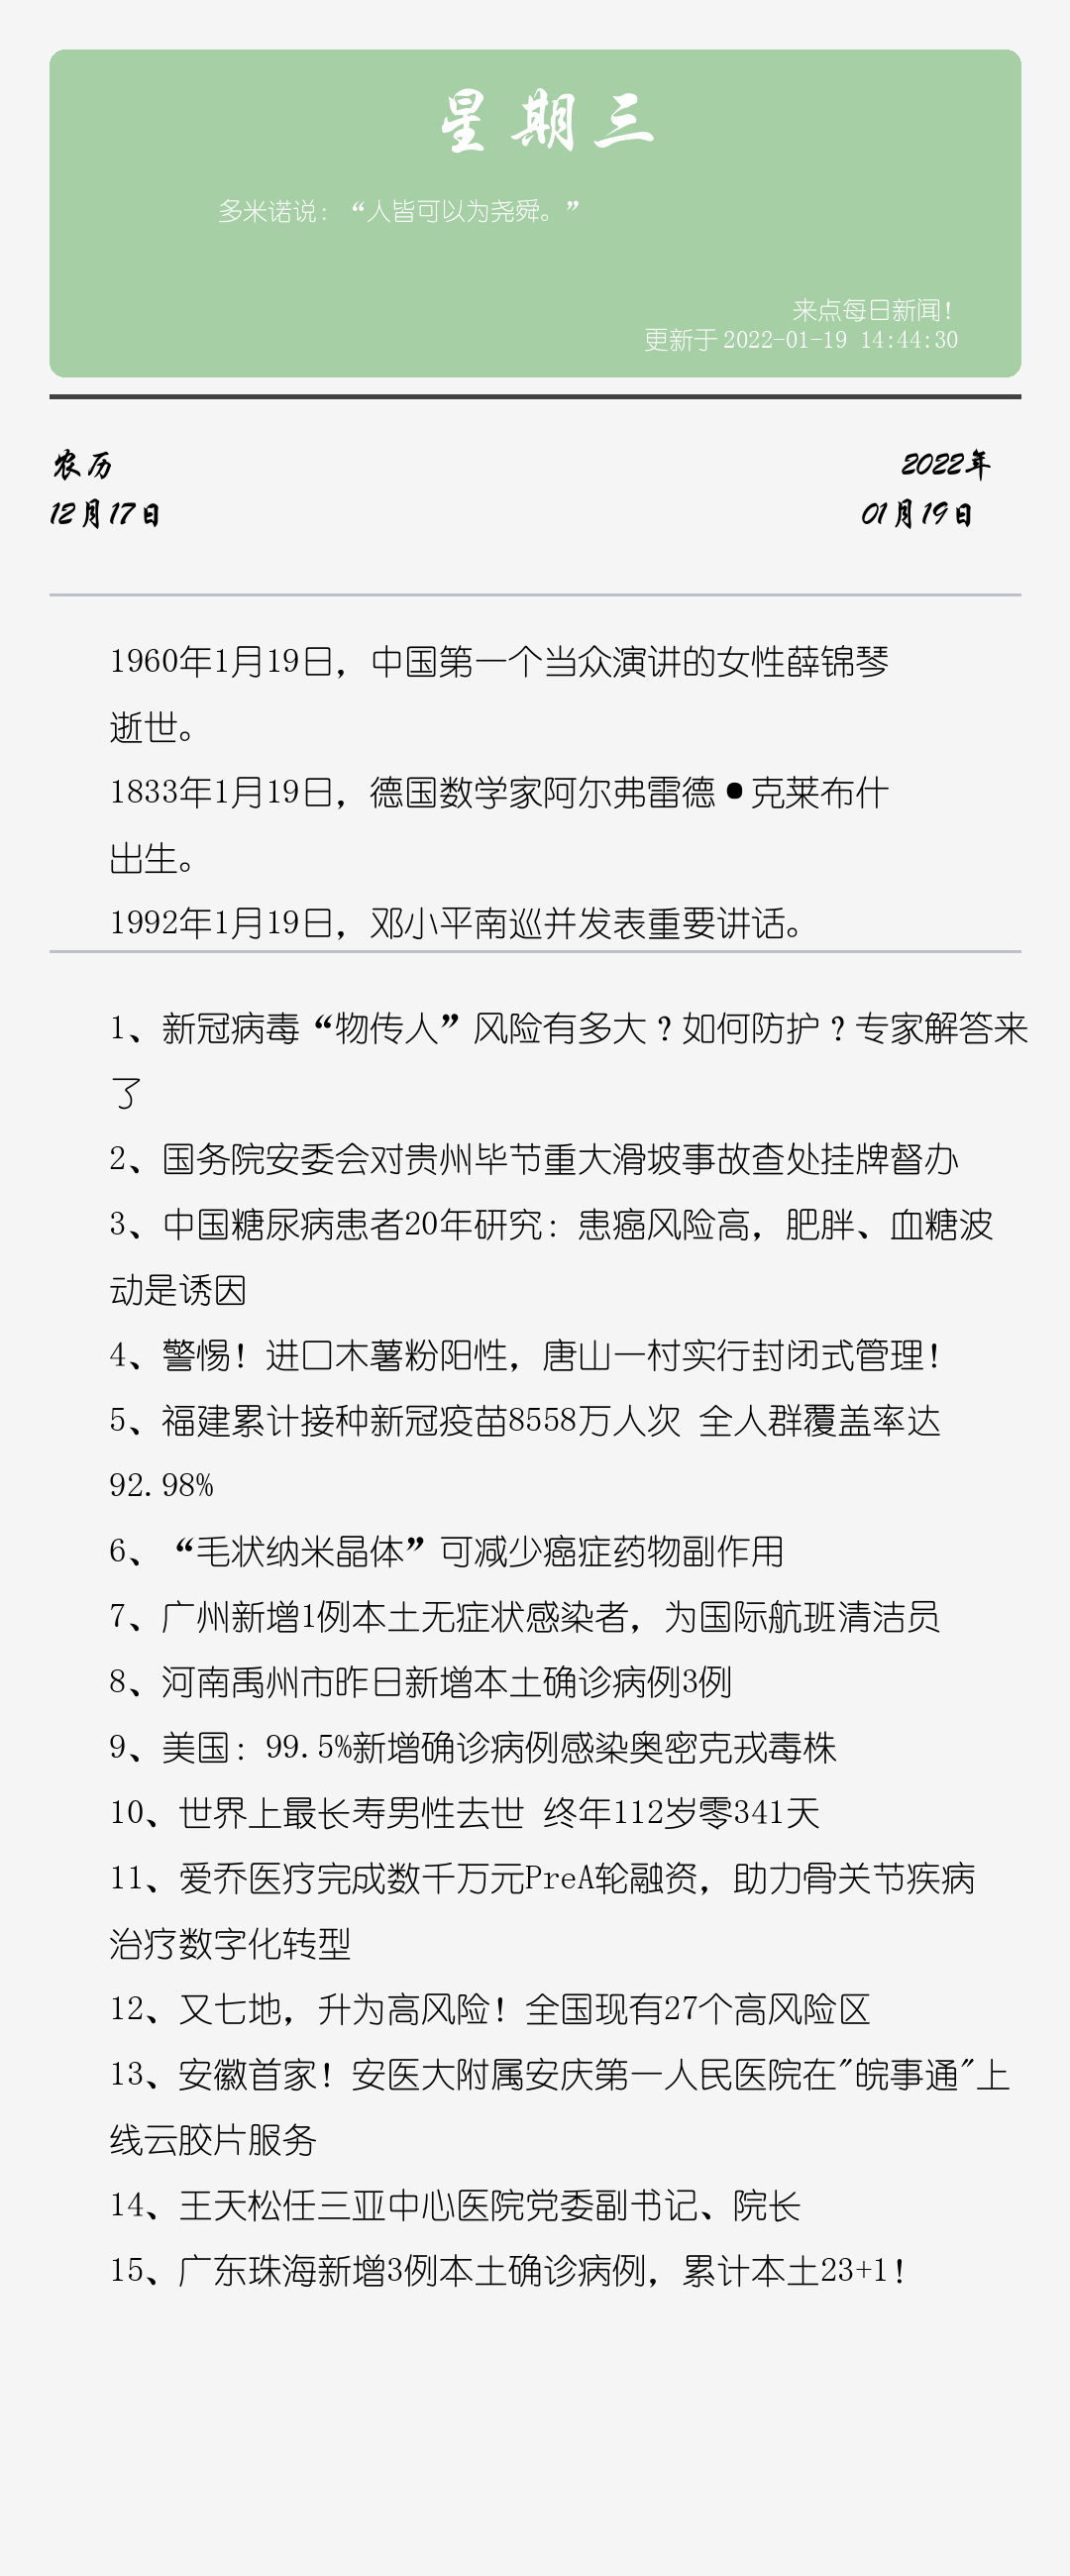 星期三
多米诺说：“人皆可以为尧舜。”
来点每日新闻！
更新于 2022-01-19 14:44:30
农历
2022年
12月17日
01月19日
1960年1月19日，中国第一个当众演讲的女性薛锦琴
逝世。
1833年1月19日，德国数学家阿尔弗雷德•克莱布什
出生。
1992年1月19日，邓小平南巡并发表重要讲话。
1、新冠病毒“物传人”风险有多大？如何防护？专家解答来
了
2、国务院安委会对贵州毕节重大滑坡事故查处挂牌督办
3、中国糖尿病患者20年研究：患癌风险高，肥胖、血糖波
动是诱因
4、警惕！进口木薯粉阳性，唐山一村实行封闭式管理！
5、福建累计接种新冠疫苗8558万人次 全人群覆盖率达
92.98%
6、“毛状纳米晶体”可减少癌症药物副作用
7、广州新增1例本土无症状感染者，为国际航班清洁员
8、河南禹州市昨日新增本土确诊病例3例
9、美国：99.5%新增确诊病例感染奥密克戎毒株
10、世界上最长寿男性去世 终年112岁零341天
11、爱乔医疗完成数千万元PreA轮融资，助力骨关节疾病
治疗数字化转型
12、又七地，升为高风险！全国现有27个高风险区
13、安徽首家！安医大附属安庆第一人民医院在"皖事通"上
线云胶片服务
14、王天松任三亚中心医院党委副书记、院长
15、广东珠海新增3例本土确诊病例，累计本土23+1！